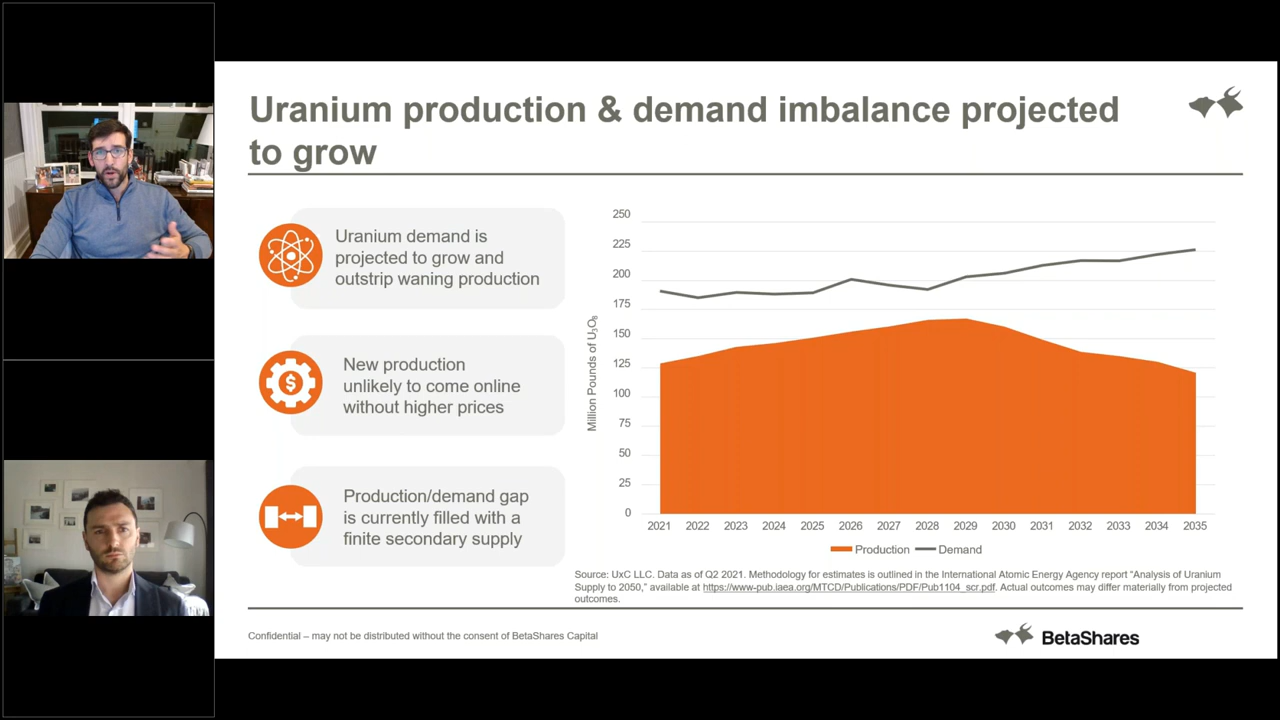 Uranium production & demand imbalance projected
to grow
Uranium demand is
projected to grow and
outstrip waning production
New production
unlikely to come online
without higher prices
Production/demand gap
is currently filled with a
finite secondary supply
$
Million Pounds of U₃O₈
250
225
200
175
150
125
100
75
50
25
0
2021 2022 2023 2024 2025 2026 2027 2028 2029 2030 2031 2032 2033 2034 2035
Production Demand
Source: UxC LLC. Data as of Q2 2021. Methodology for estimates is outlined in the International Atomic Energy Agency report “Analysis of Uranium
Supply to 2050,” available at https://www-pub.iaea.org/MTCD/Publications/PDF/Pub1104_scr.pdf. Actual outcomes may differ materially from projected
outcomes.
Confidential – may not be distributed without the consent of BetaShares Capital
BetaShares